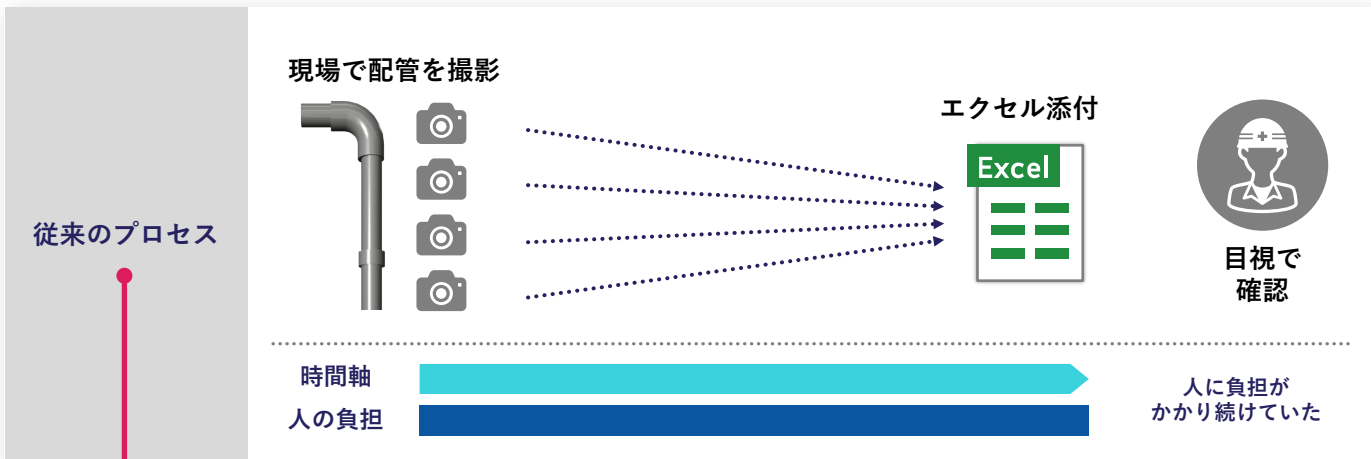 従来のプロセス
現場で配管を撮影
エクセル添付
Excel
目視で
確認
時間軸
人の負担
人に負担が
かかり続けていた